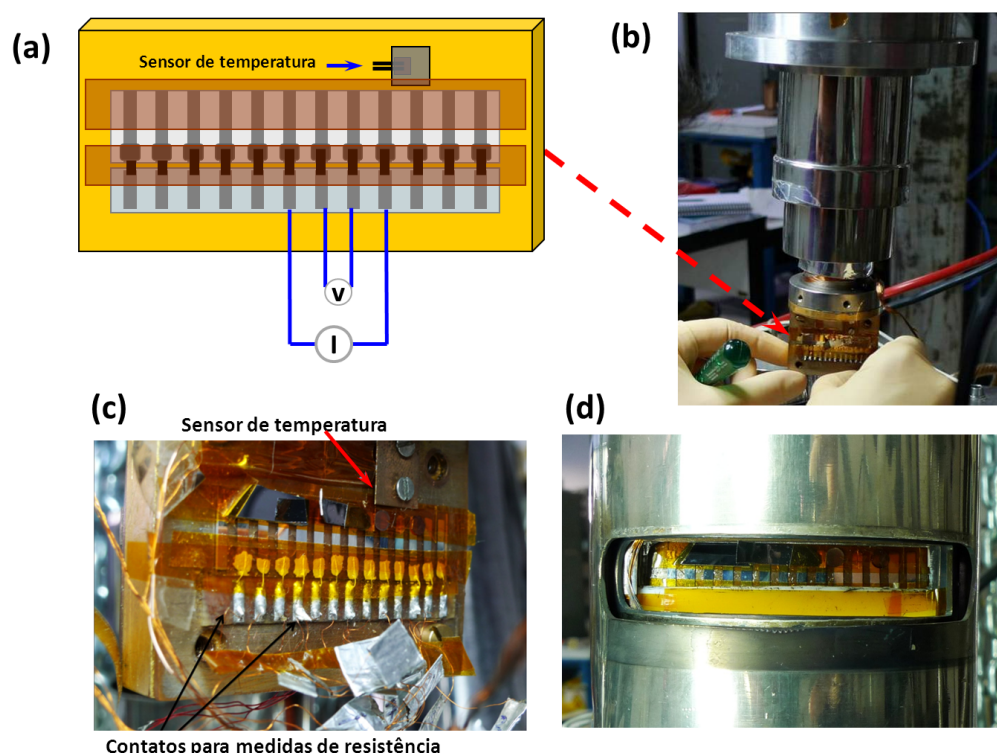 (a)
Sensor de temperatura
V
I
(b)
(c)
Sensor de temperatura
Contatos para medidas de resistência
(d)